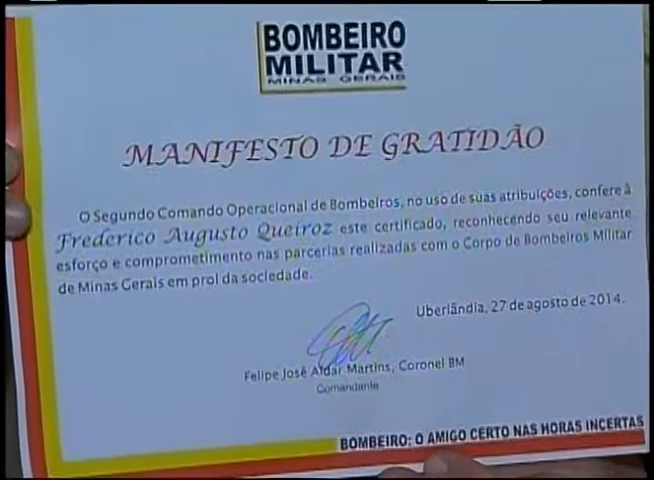 BOMBEIRO
MILITAR
MINAS GERAIS
MANIFESTO DE GRATIDÃO
O Segundo Comando Operacional de Bombeiros, no uso de suas atribuições, confere à
Frederico Augusto Queiroz este certificado, reconhecendo seu relevante
esforço e comprometimento nas parcerias realizadas com o Corpo de Bombeiros Militar
de Minas Gerais em prol da sociedade.
Uberlândia, 27 de agosto de 2014.
Felipe José Aidar Martins, Coronel BM
Comandante
BOMBEIRO: O AMIGO CERTO NAS HORAS INCERTAS